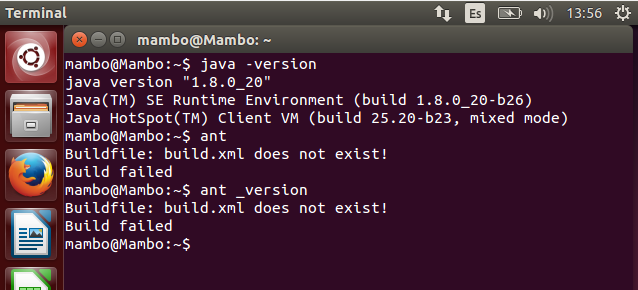 Terminal
Es
13:56
mambo@Mambo: ~
mambo@Mambo:~$ java -version
java version "1.8.0_20"
Java(TM) SE Runtime Environment (build 1.8.0_20-b26)
Java HotSpot(TM) Client VM (build 25.20-b23, mixed mode)
mambo@Mambo:~$ ant
Buildfile: build.xml does not exist!
Build failed
mambo@Mambo:~$ ant _version
Buildfile: build.xml does not exist!
Build failed
mambo@Mambo:~$